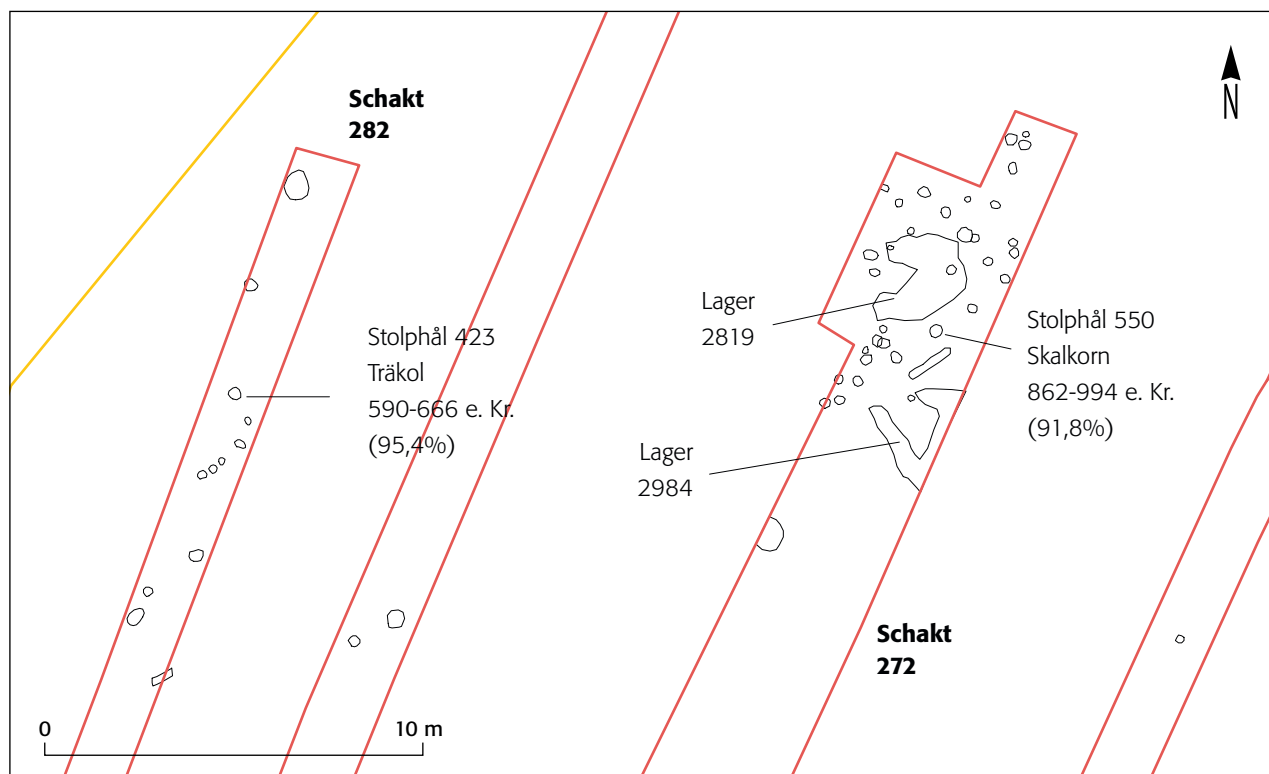 Schakt
282
N
Stolphål 423
Träkol
590-666 e. Kr.
(95,4%)
Lager
2819
Stolphål 550
Skalkorn
862-994 e. Kr.
(91,8%)
Lager
2984
Schakt
272
0
10 m